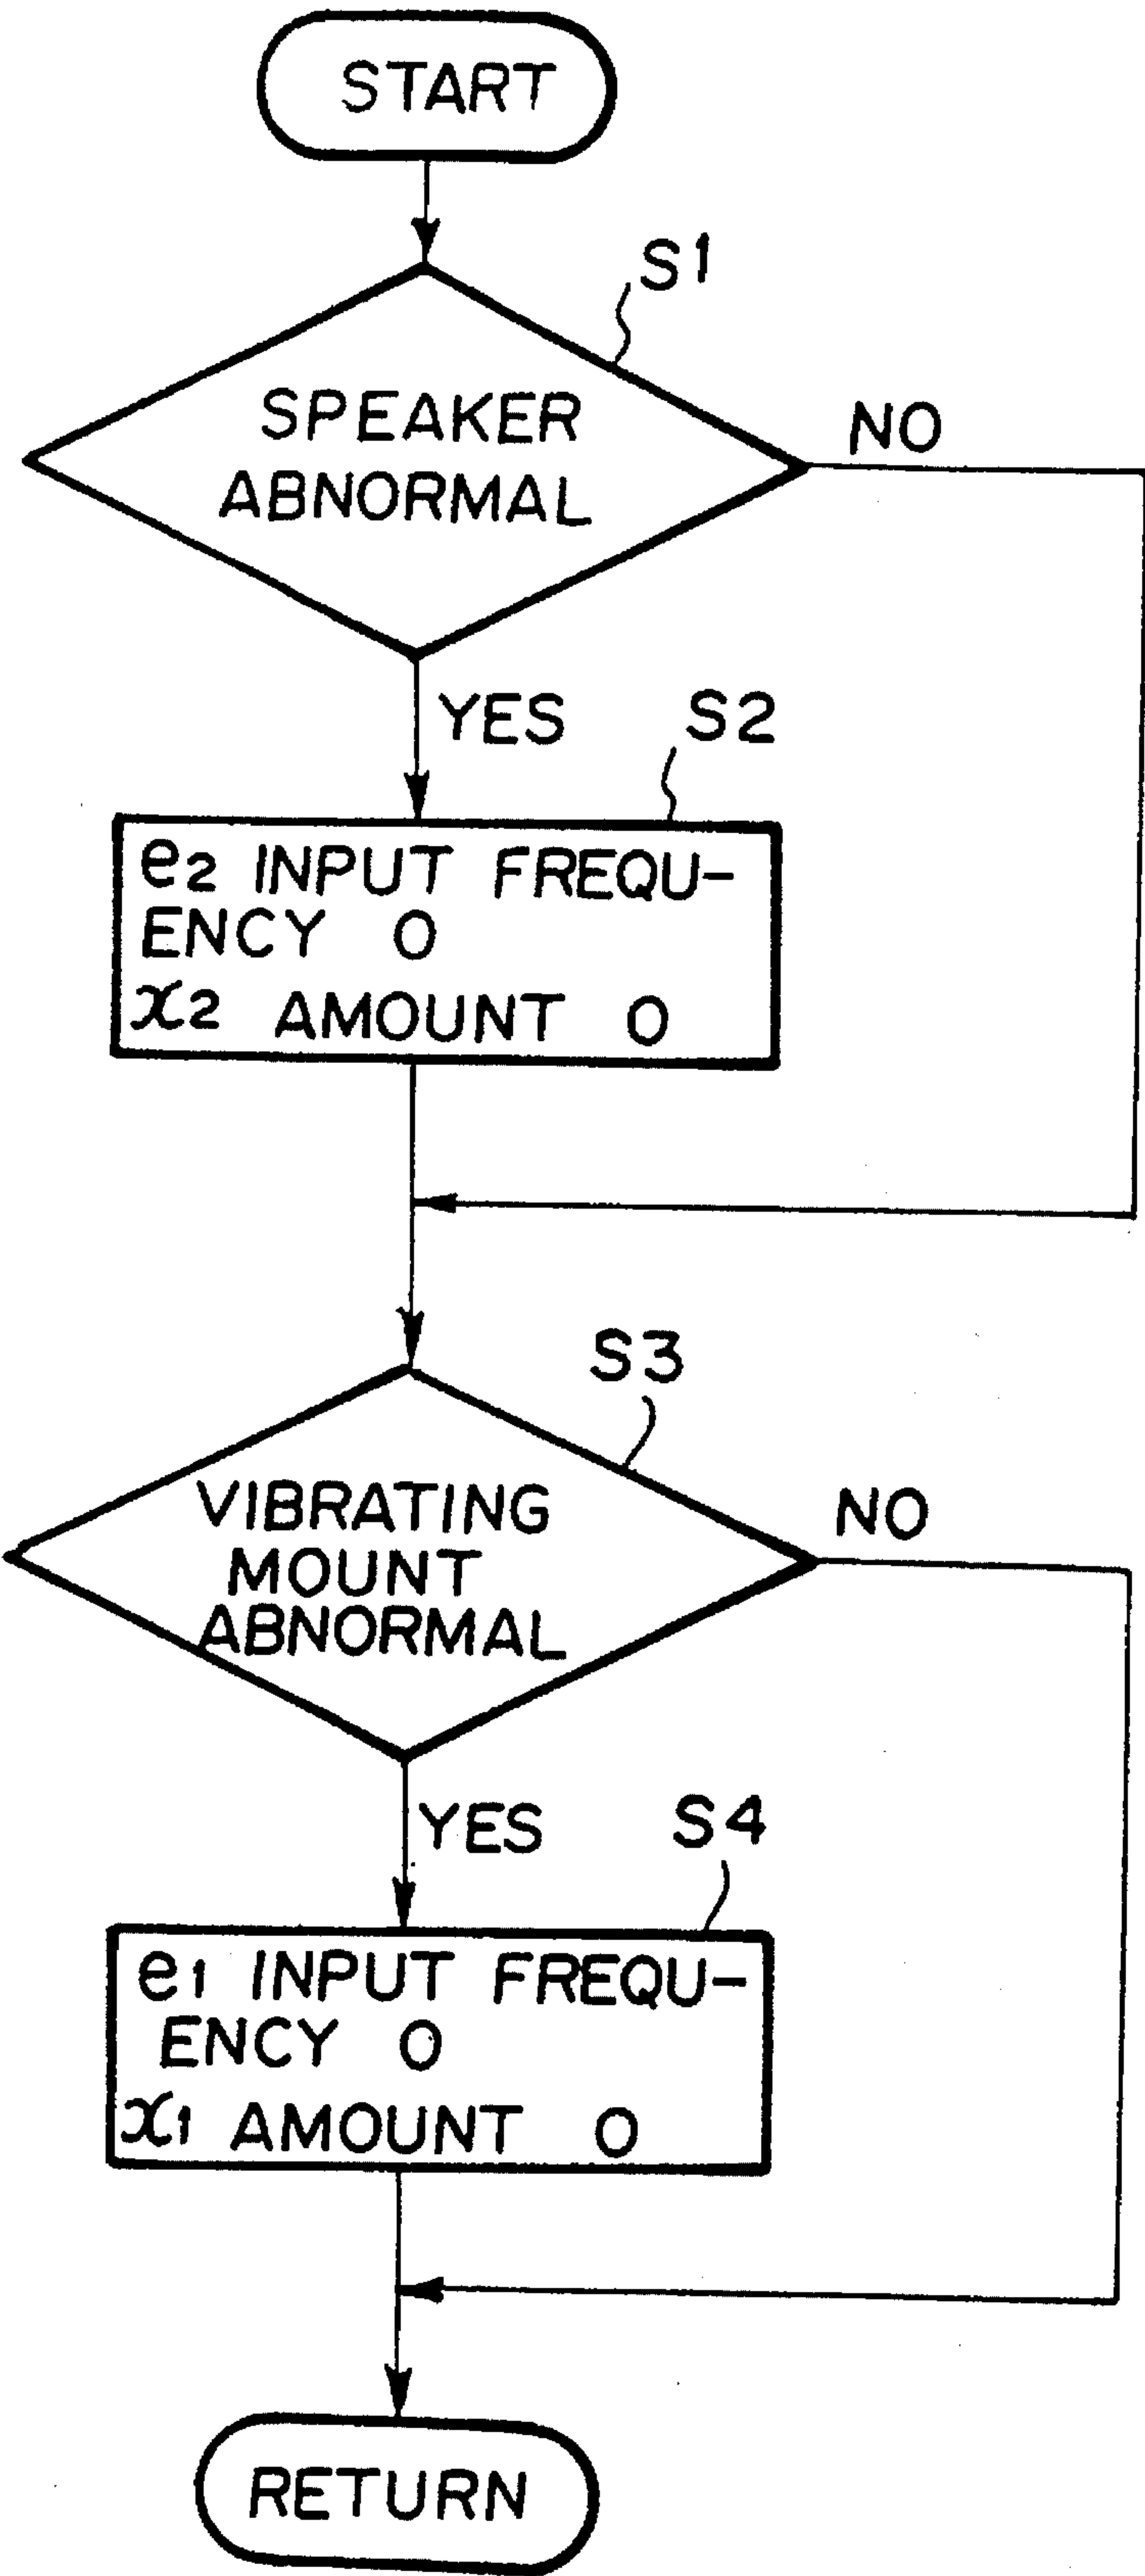 START
S1
SPEAKER
ABNORMAL
NO
YES
S2
e2 INPUT FREQU-
ENCY 0
x2 AMOUNT 0
S3
VIBRATING
MOUNT
ABNORMAL
NO
YES
S4
e1 INPUT FREQU-
ENCY 0
x1 AMOUNT 0
RETURN